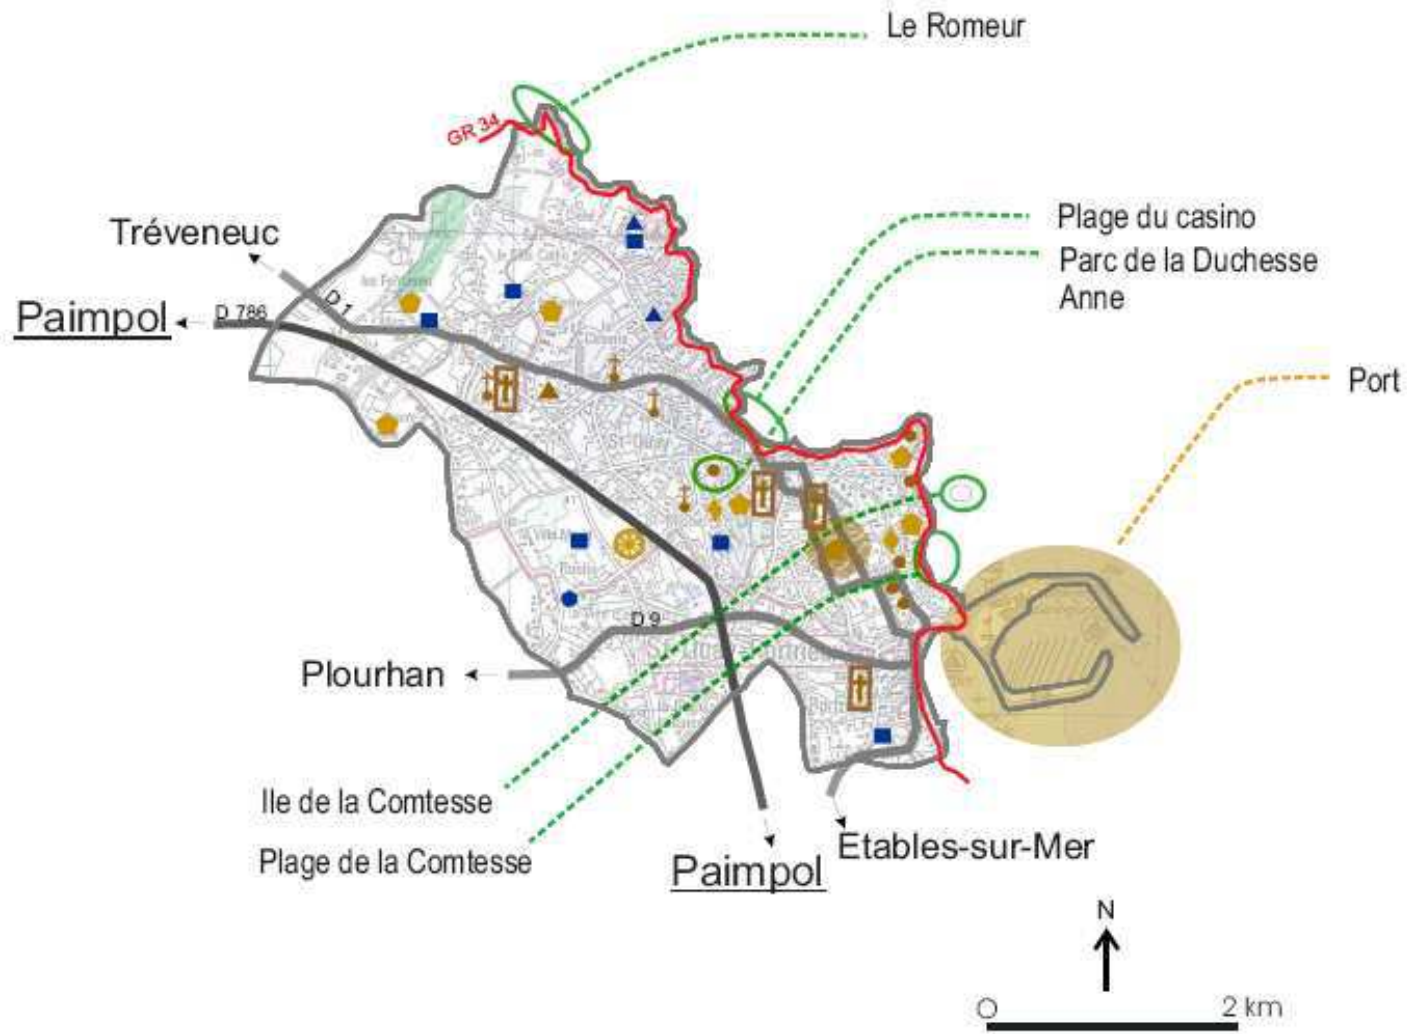 Le Romeur
GR 34
Tréveneuc
Plage du casino
Parc de la Duchesse
Anne
D 1
D 786
Paimpol
Port
D 9
Plourhan
Ile de la Comtesse
Plage de la Comtesse
Etables-sur-Mer
Paimpol
N
O
2 km